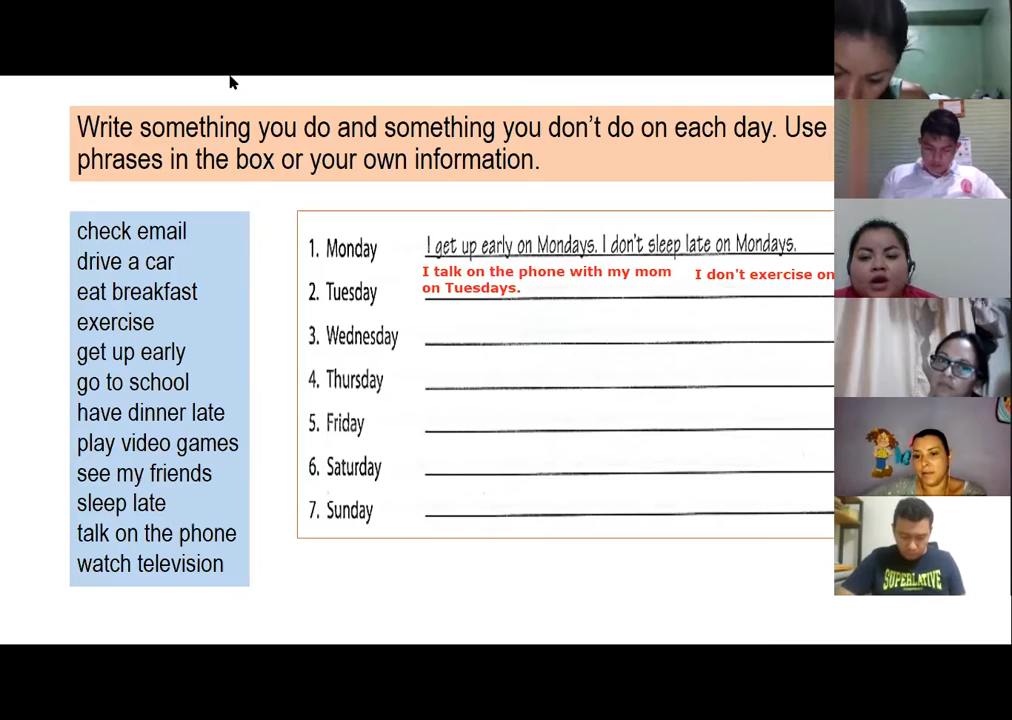 Write something you do and something you don't do on each day. Use
phrases in the box or your own information.
check email
drive a car
eat breakfast
exercise
get up early
go to school
have dinner late
play video games
see my friends
sleep late
talk on the phone
watch television
1. Monday I get up early on Mondays. I don't sleep late on Mondays.
I talk on the phone with my mom I don't exercise on
on Tuesdays.
2. Tuesday
3. Wednesday
4. Thursday
5. Friday
6. Saturday
7. Sunday
SUPERLATIVE